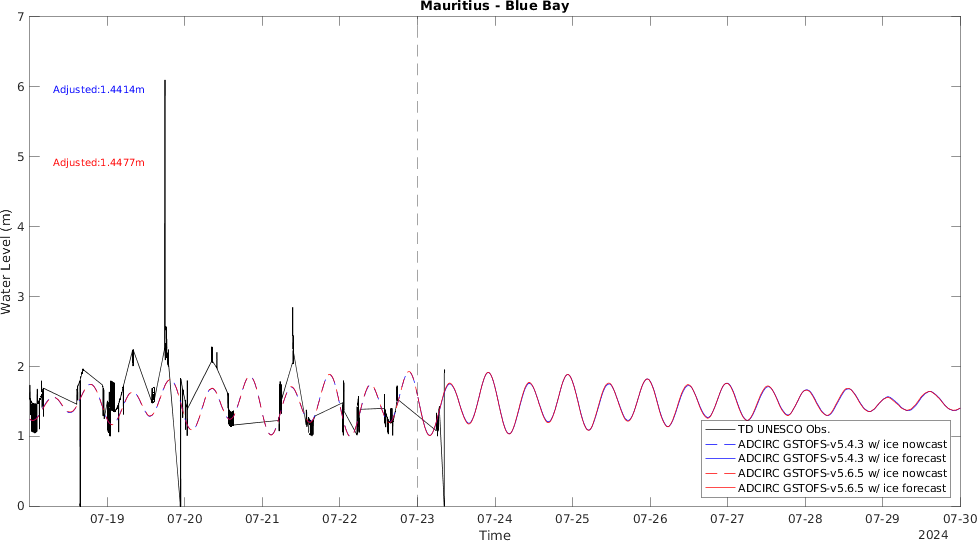 Mauritius - Blue Bay
7
6
5
4
3
2
1
0
Water Level (m)
Adjusted:1.4414m
Adjusted:1.4477m
TD UNESCO Obs.
ADCIRC GSTOFS-v5.4.3 w/ ice nowcast
ADCIRC GSTOFS-v5.4.3 w/ ice forecast
ADCIRC GSTOFS-v5.6.5 w/ ice nowcast
ADCIRC GSTOFS-v5.6.5 w/ ice forecast
07-19 07-20 07-21 07-22 07-23 07-24 07-25 07-26 07-27 07-28 07-29 07-30
Time
2024